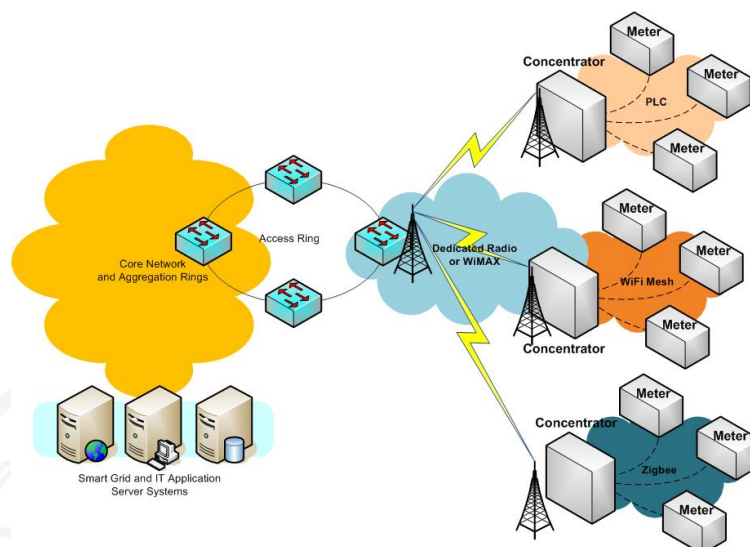 Meter
Concentrator
Meter
PLC
Meter
Access Ring
Core Network
and Aggregation Rings
Dedicated Radio
or WiMAX
Meter
Meter
WiFi Mesh
Meter
Concentrator
Smart Grid and IT Application
Server Systems
Meter
Concentrator
Meter
Zigbee
Meter